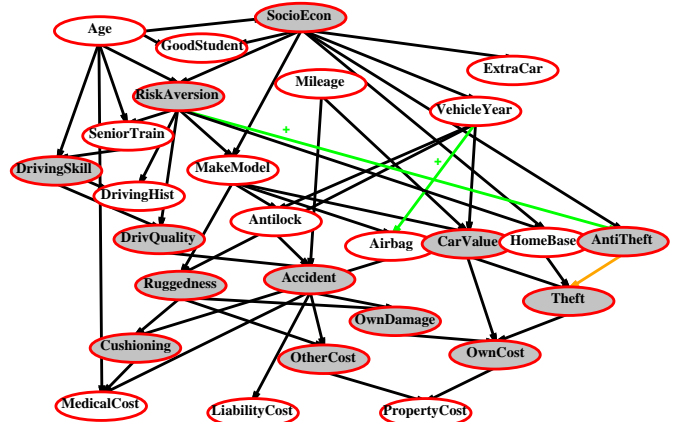 SocioEcon
Age
GoodStudent
ExtraCar
Mileage
RiskAversion
VehicleYear
+
SeniorTrain
+
DrivingSkill
MakeModel
DrivingHist
Antilock
DrivQuality
Airbag
CarValue
HomeBase
AntiTheft
Ruggedness
Accident
Theft
OwnDamage
Cushioning
OtherCost
OwnCost
MedicalCost
LiabilityCost
PropertyCost